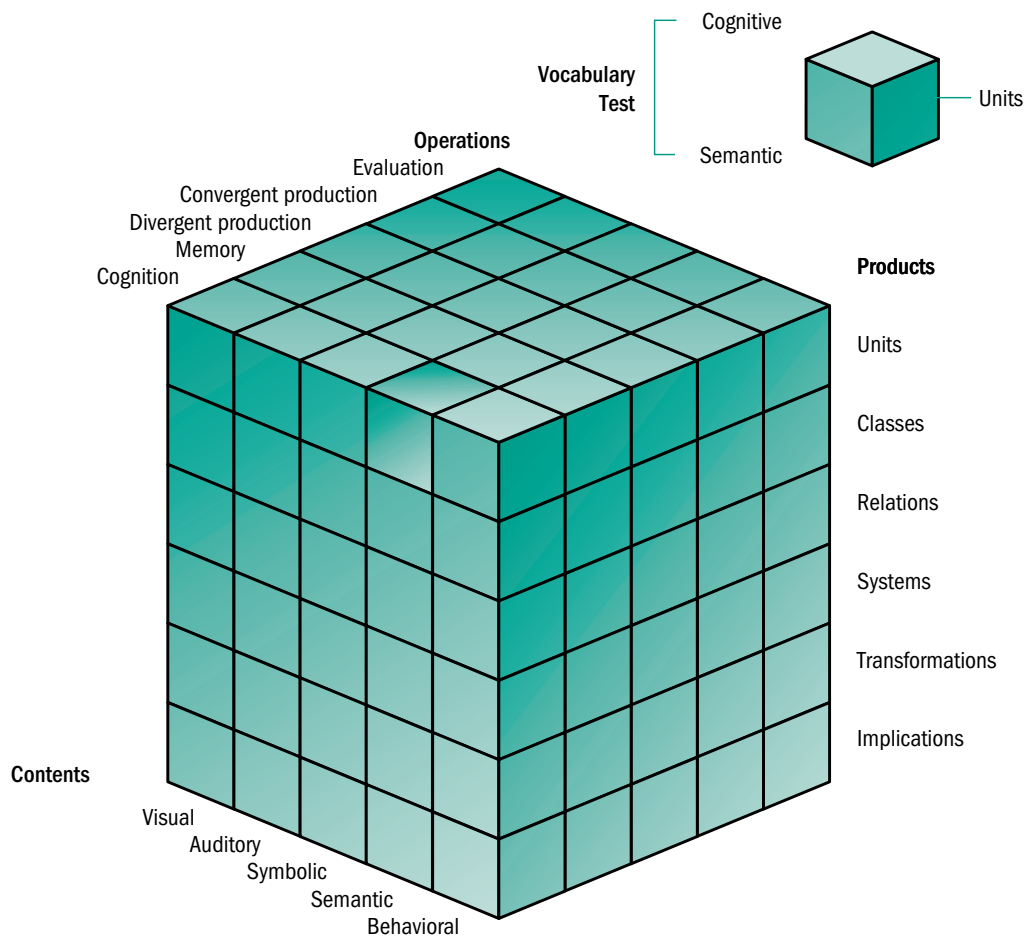 Cognitive
Vocabulary
Test
Units
Semantic
Operations
Evaluation
Convergent production
Divergent production
Memory
Cognition
Products
Units
Classes
Relations
Systems
Transformations
Implications
Contents
Visual
Auditory
Symbolic
Semantic
Behavioral